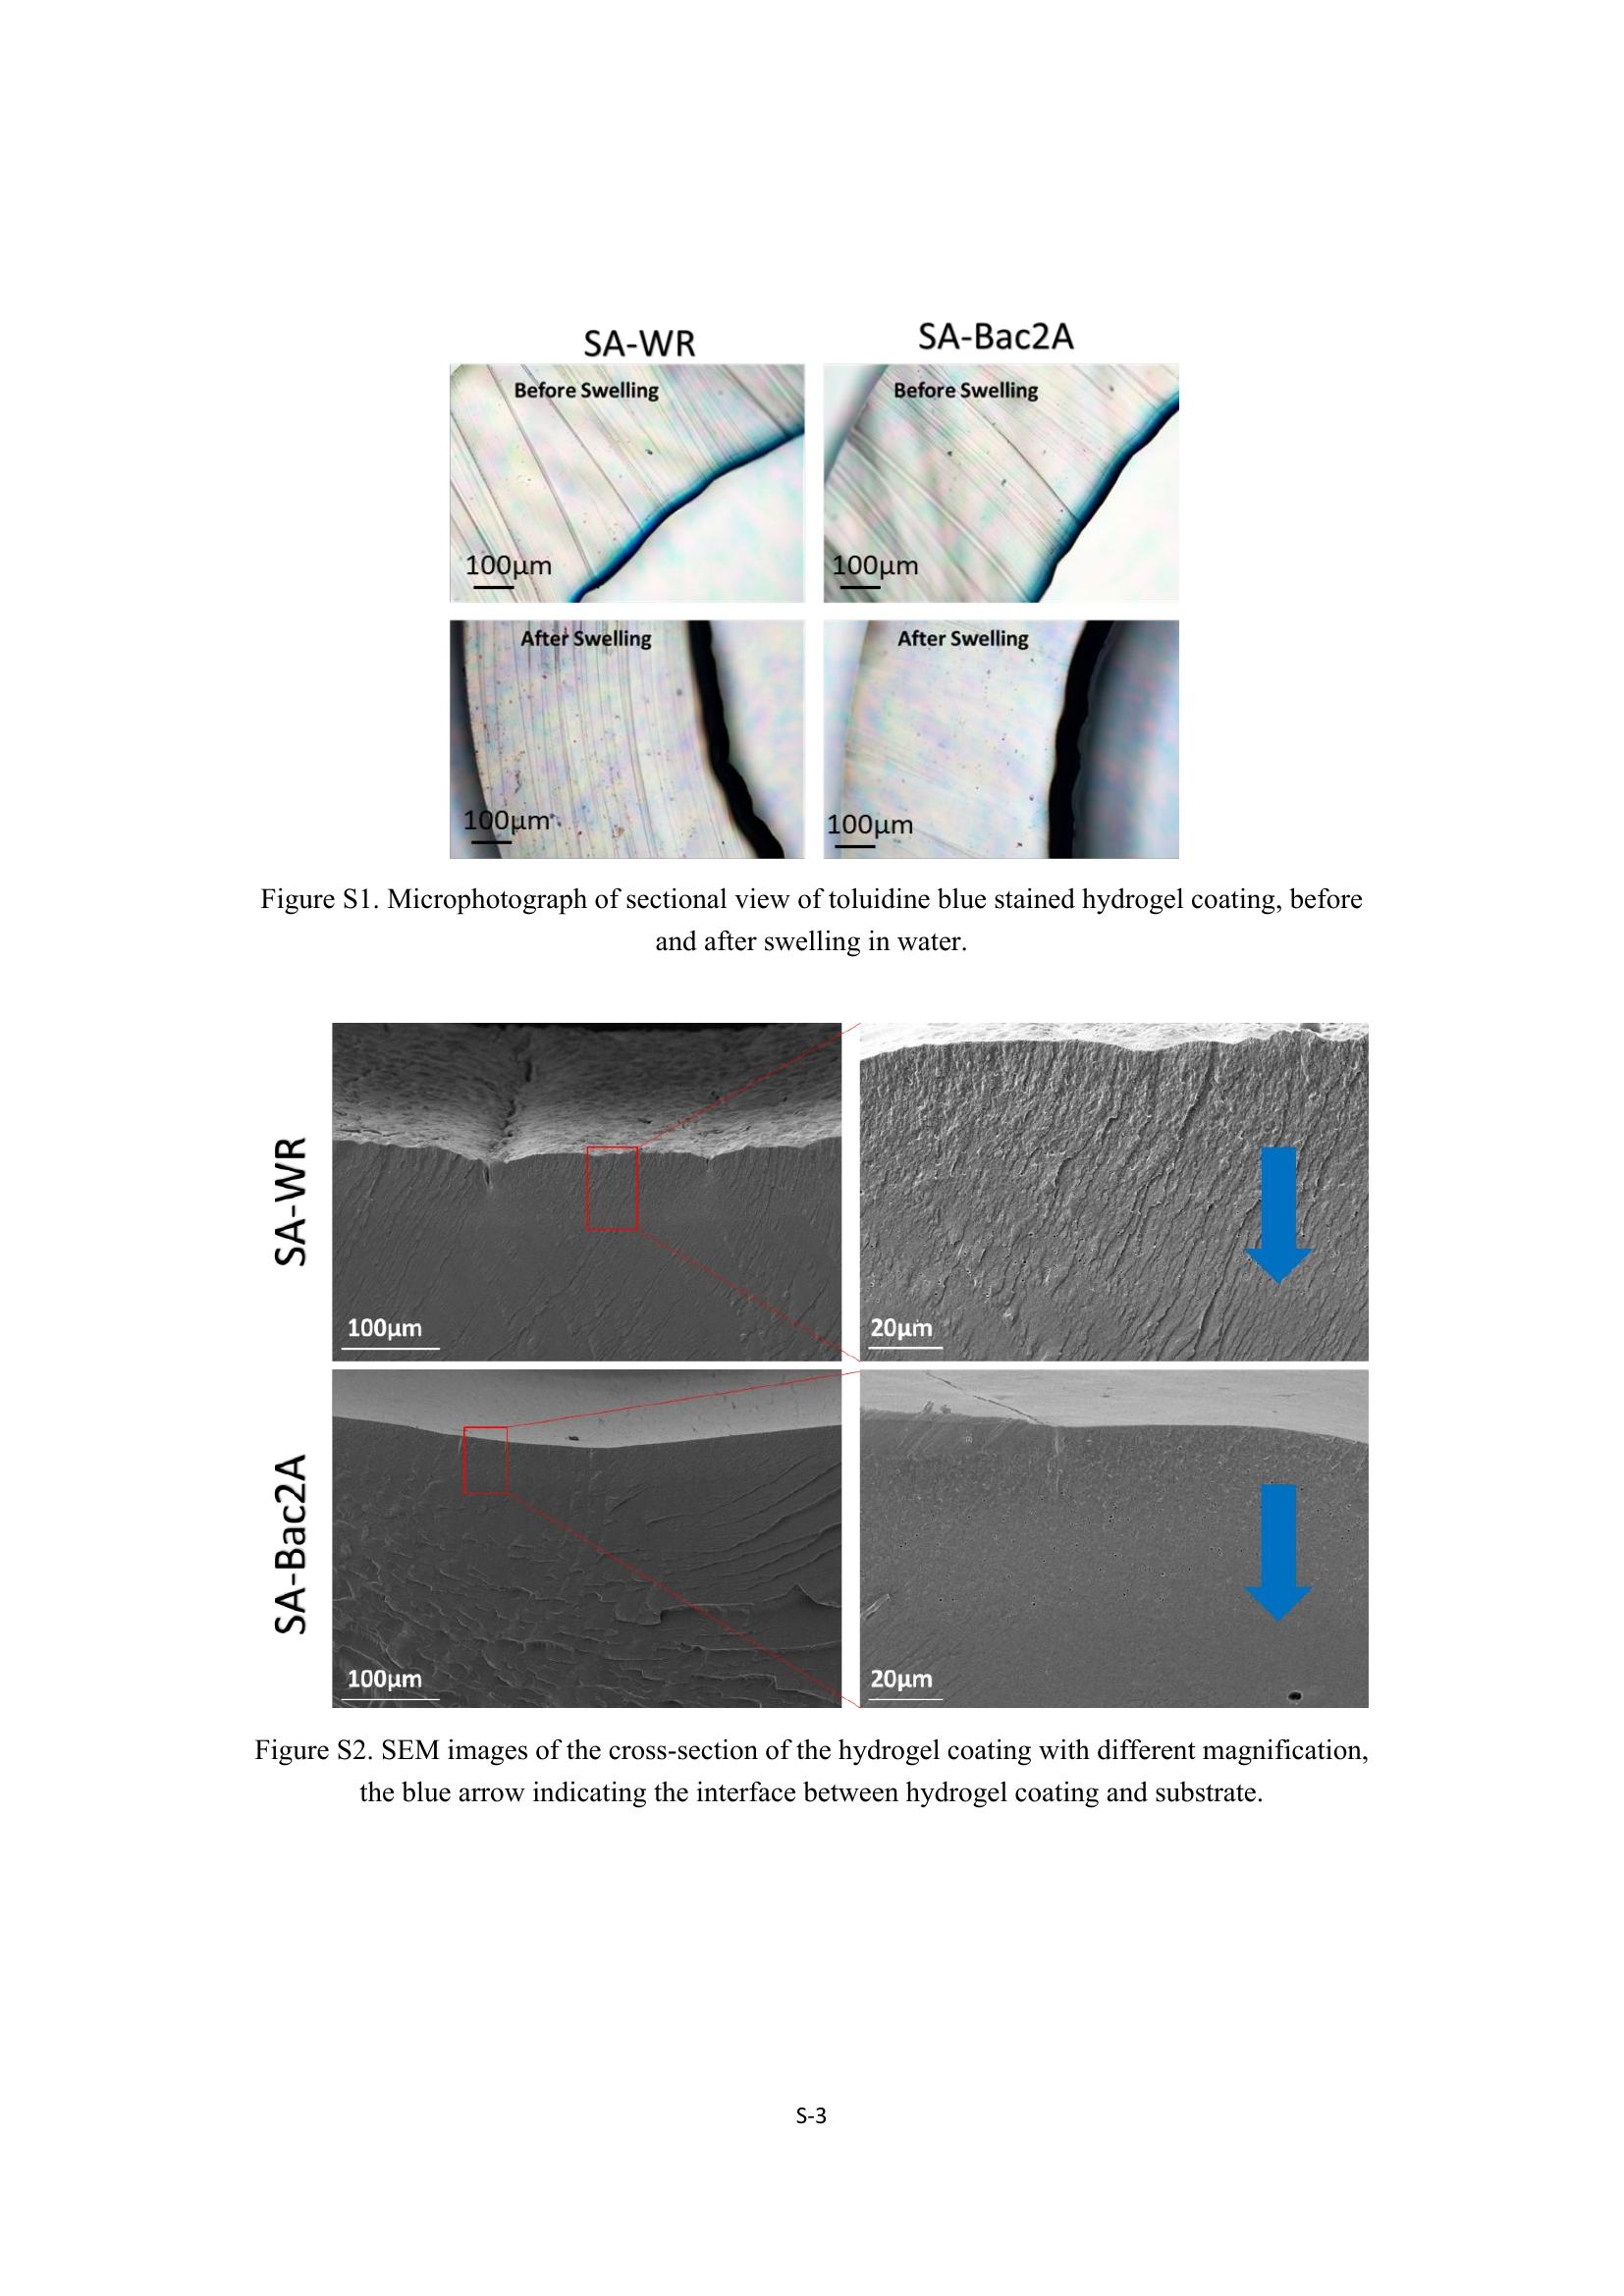 SA-WR
SA-Bac2A
Before Swelling
Before Swelling
100μm
100μm
After Swelling
After Swelling
100μm
100μm
Figure S1. Microphotograph of sectional view of toluidine blue stained hydrogel coating, before
and after swelling in water.
SA-WR
100μm
20μm
SA-Bac2A
100μm
20μm
Figure S2. SEM images of the cross-section of the hydrogel coating with different magnification,
the blue arrow indicating the interface between hydrogel coating and substrate.
S-3